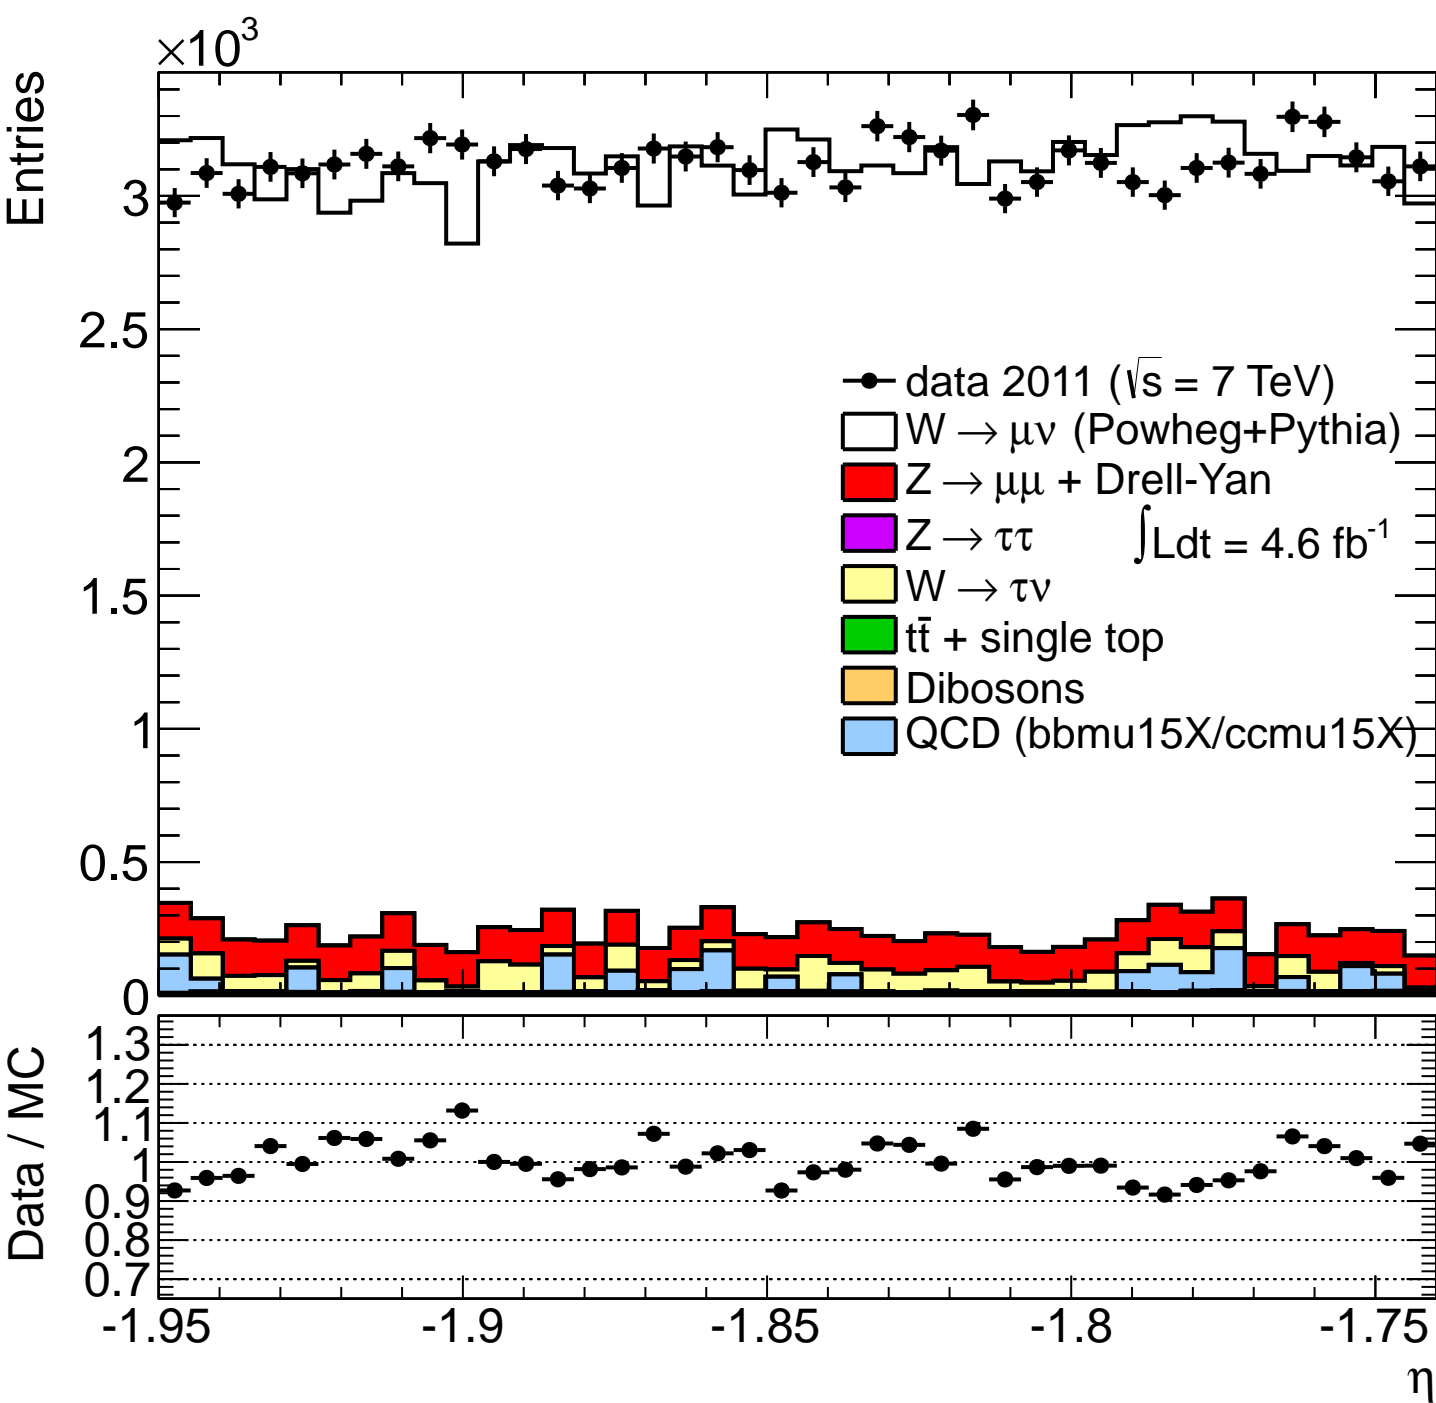 ×10³
Entries
3
2.5
2
1.5
1
0.5
0
data 2011 (√s = 7 TeV)
W → μν (Powheg+Pythia)
Z → μμ + Drell-Yan
Z → ττ
∫Ldt = 4.6 fb⁻¹
W → τν
tt̄ + single top
Dibosons
QCD (bbmu15X/ccmu15X)
Data / MC
1.3
1.2
1.1
1
0.9
0.8
0.7
-1.95 -1.9 -1.85 -1.8 -1.75
η